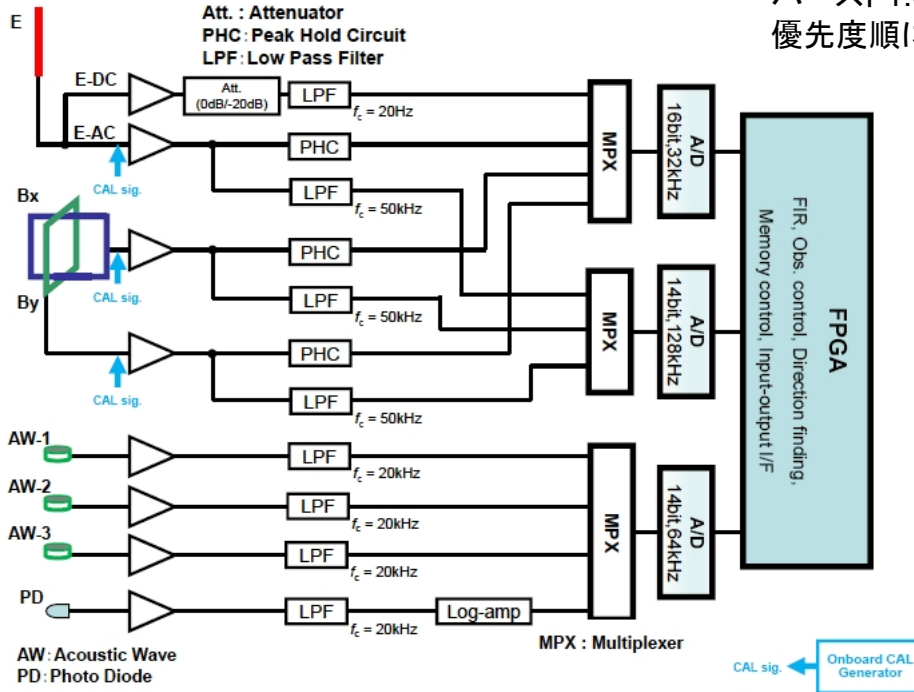 Att. : Attenuator
PHC: Peak Hold Circuit
LPF: Low Pass Filter
優先度順に
E
E-DC
Att.
(0dB/-20dB)
LPF
fc = 20Hz
E-AC
CAL sig.
PHC
LPF
fc = 50kHz
MPX
A/D
16bit,32kHz
Bx
By
CAL sig.
PHC
LPF
fc = 50kHz
CAL sig.
PHC
LPF
fc = 50kHz
MPX
A/D
14bit,128kHz
FPGA
FIR, Obs. control, Direction finding,
Memory control, Input-output I/F
AW-1
LPF
fc = 20kHz
AW-2
LPF
fc = 20kHz
AW-3
LPF
fc = 20kHz
PD
LPF
fc = 20kHz
Log-amp
MPX
A/D
14bit,64kHz
MPX : Multiplexer
AW: Acoustic Wave
PD: Photo Diode
CAL sig.
Onboard CAL
Generator